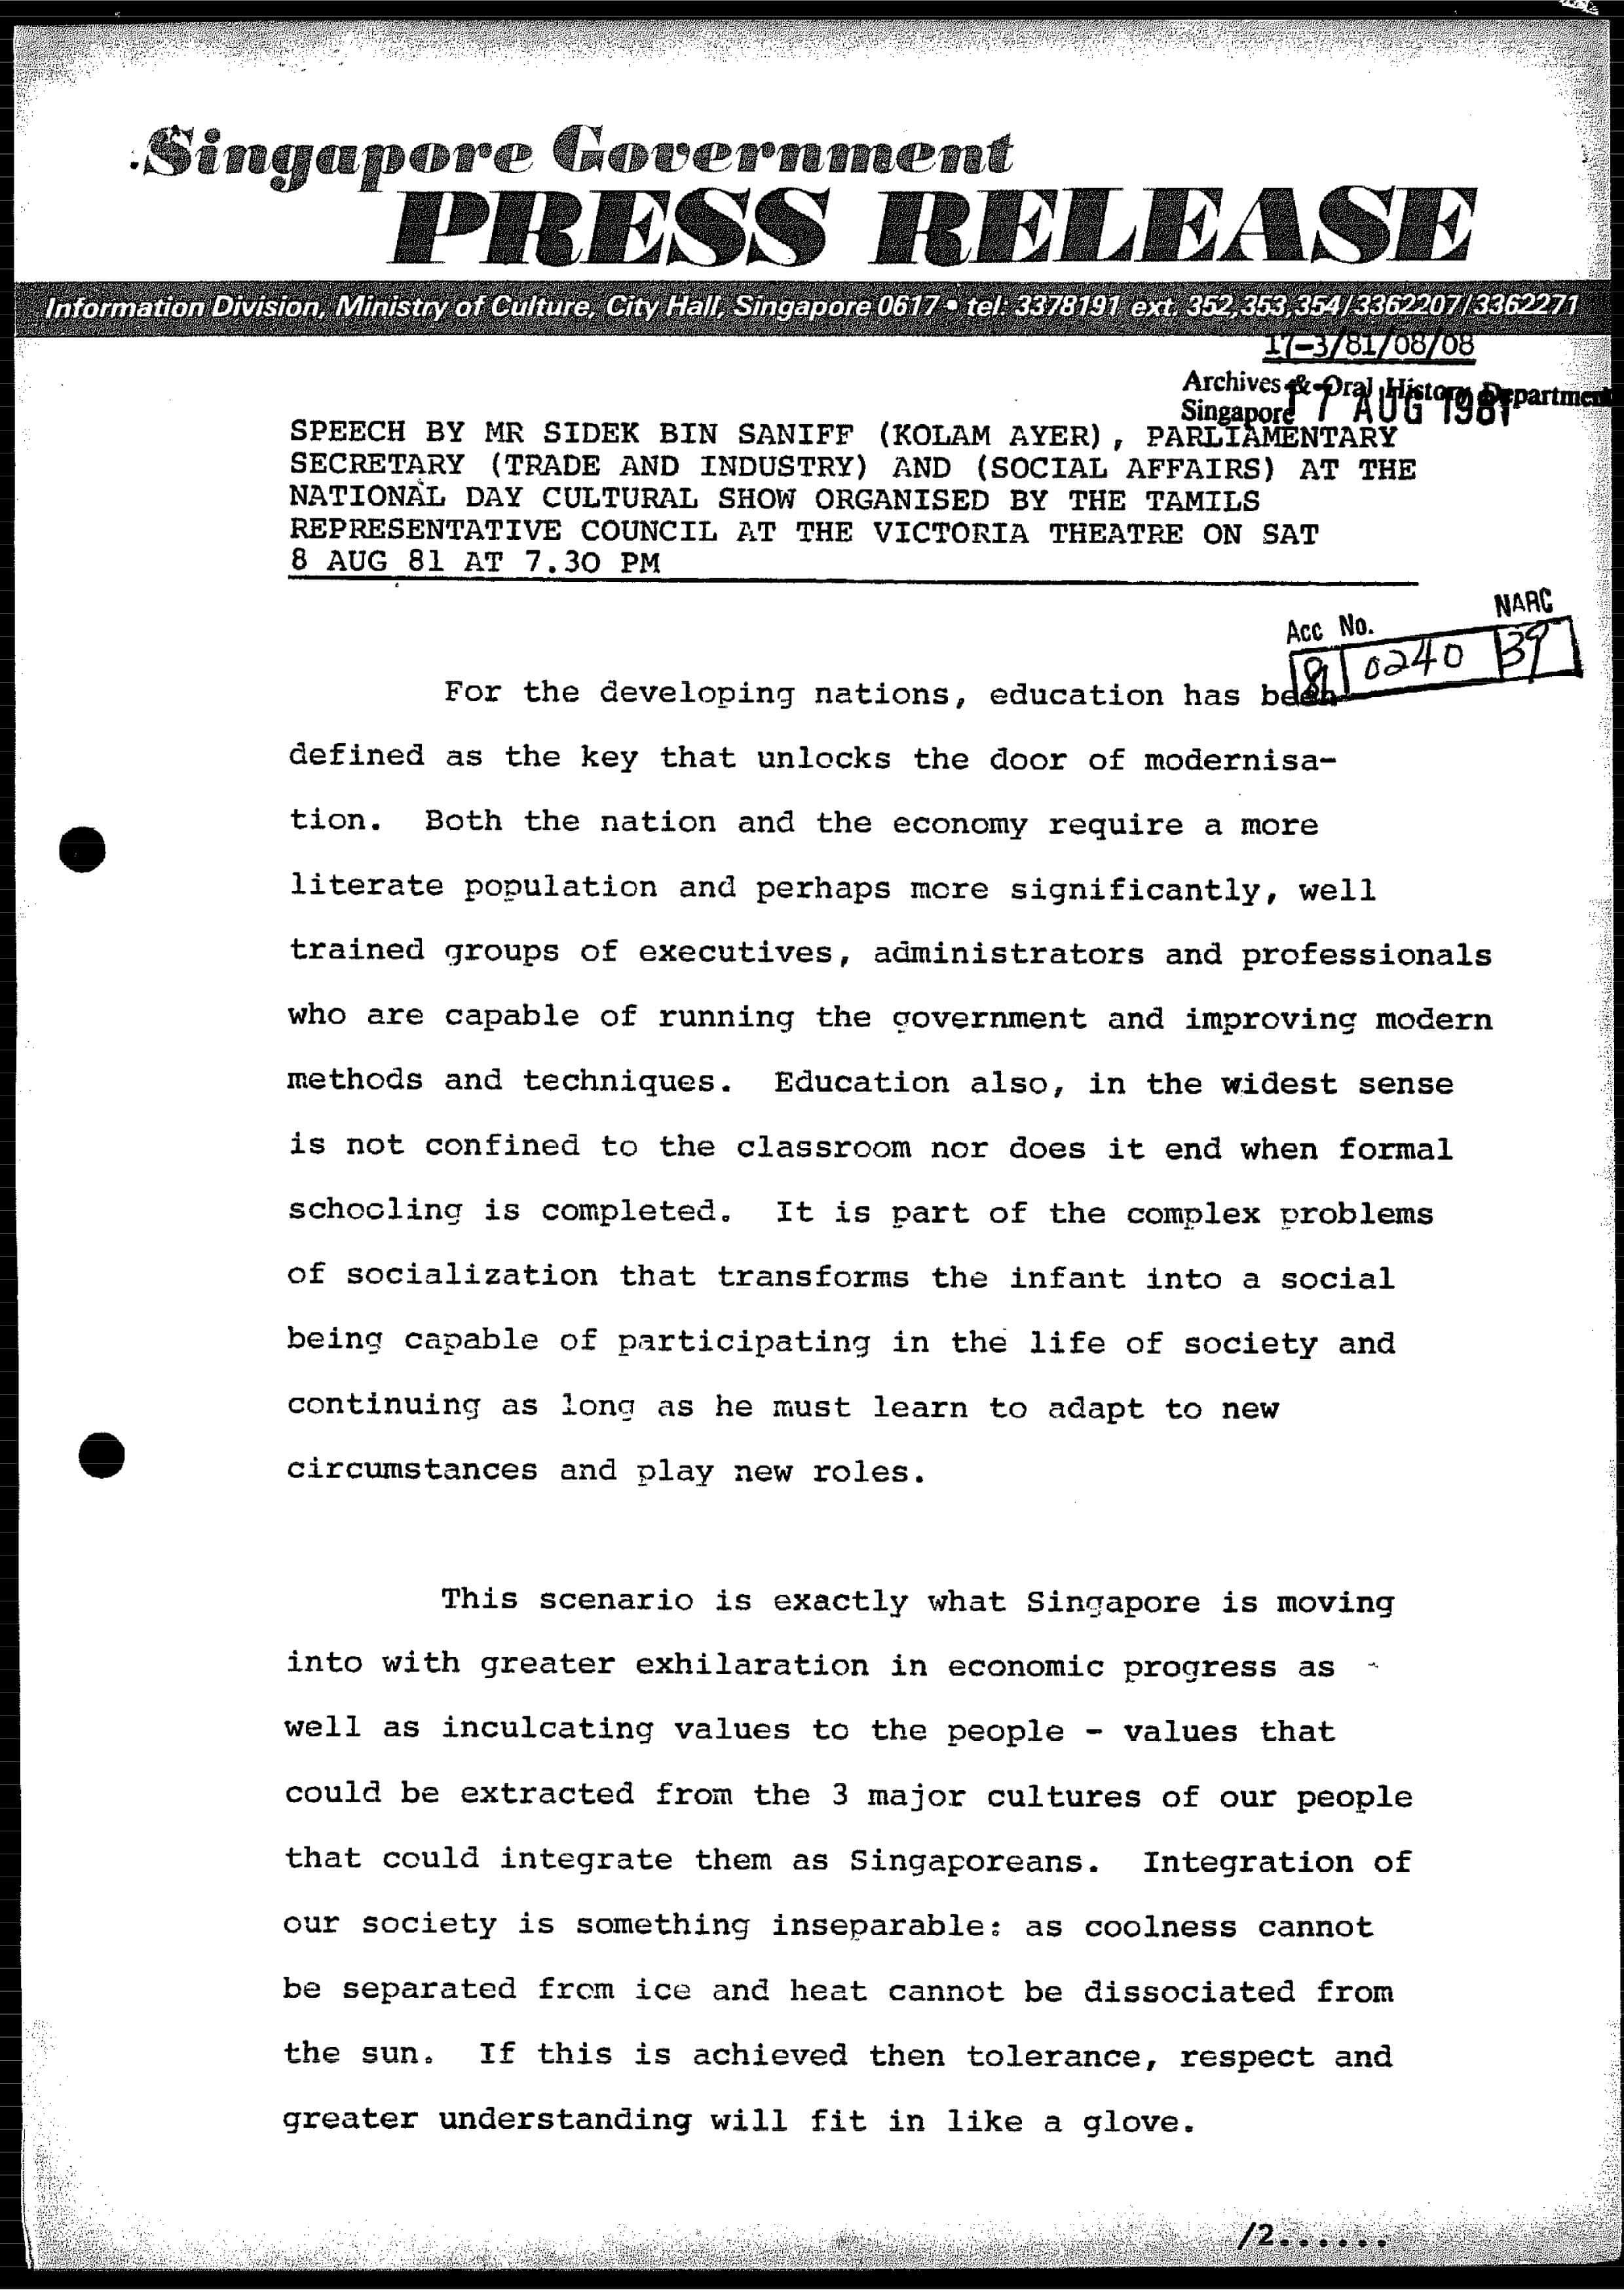 Singapore Government
PRESS RELEASE
Information Division, Ministry of Culture, City Hall, Singapore 0617 • tel: 3378191 ext. 352,353,354/3362207/3362271
17-3/81/08/08
Archives & Oral History Department
Singapore 17 AUG 1981
SPEECH BY MR SIDEK BIN SANIFF (KOLAM AYER), PARLIAMENTARY
SECRETARY (TRADE AND INDUSTRY) AND (SOCIAL AFFAIRS) AT THE
NATIONAL DAY CULTURAL SHOW ORGANISED BY THE TAMILS
REPRESENTATIVE COUNCIL AT THE VICTORIA THEATRE ON SAT
8 AUG 81 AT 7.30 PM
Acc No. NARC
81 0240 39
For the developing nations, education has been
defined as the key that unlocks the door of modernisa-
tion. Both the nation and the economy require a more
literate population and perhaps more significantly, well
trained groups of executives, administrators and professionals
who are capable of running the government and improving modern
methods and techniques. Education also, in the widest sense
is not confined to the classroom nor does it end when formal
schooling is completed. It is part of the complex problems
of socialization that transforms the infant into a social
being capable of participating in the life of society and
continuing as long as he must learn to adapt to new
circumstances and play new roles.
This scenario is exactly what Singapore is moving
into with greater exhilaration in economic progress as
well as inculcating values to the people - values that
could be extracted from the 3 major cultures of our people
that could integrate them as Singaporeans. Integration of
our society is something inseparable: as coolness cannot
be separated from ice and heat cannot be dissociated from
the sun. If this is achieved then tolerance, respect and
greater understanding will fit in like a glove.
/2......